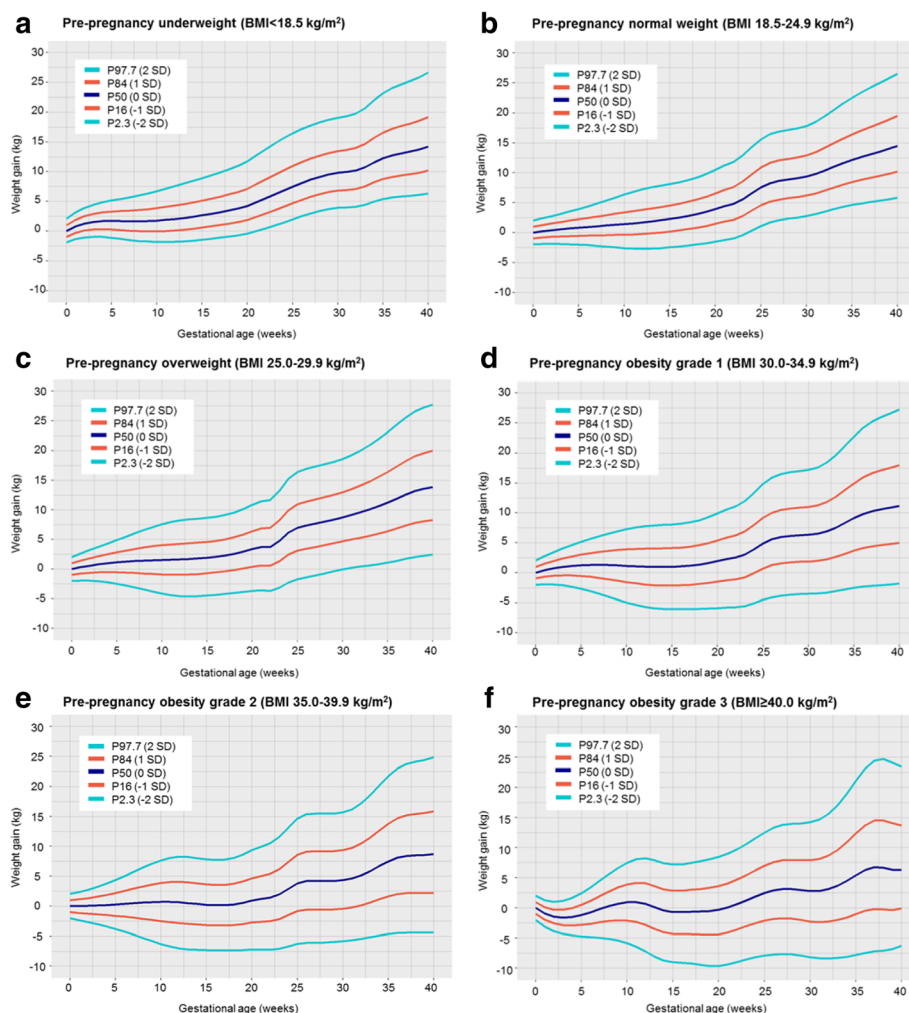 a Pre-pregnancy underweight (BMI<18.5 kg/m²)
30
25
20
15
10
5
0
-5
-10
Weight gain (kg)
P97.7 (2 SD)
P84 (1 SD)
P50 (0 SD)
P16 (-1 SD)
P2.3 (-2 SD)
0 5 10 15 20 25 30 35 40
Gestational age (weeks)
b Pre-pregnancy normal weight (BMI 18.5-24.9 kg/m²)
30
25
20
15
10
5
0
-5
-10
Weight gain (kg)
P97.7 (2 SD)
P84 (1 SD)
P50 (0 SD)
P16 (-1 SD)
P2.3 (-2 SD)
0 5 10 15 20 25 30 35 40
Gestational age (weeks)
c Pre-pregnancy overweight (BMI 25.0-29.9 kg/m²)
30
25
20
15
10
5
0
-5
-10
Weight gain (kg)
P97.7 (2 SD)
P84 (1 SD)
P50 (0 SD)
P16 (-1 SD)
P2.3 (-2 SD)
0 5 10 15 20 25 30 35 40
Gestational age (weeks)
d Pre-pregnancy obesity grade 1 (BMI 30.0-34.9 kg/m²)
30
25
20
15
10
5
0
-5
-10
Weight gain (kg)
P97.7 (2 SD)
P84 (1 SD)
P50 (0 SD)
P16 (-1 SD)
P2.3 (-2 SD)
0 5 10 15 20 25 30 35 40
Gestational age (weeks)
e Pre-pregnancy obesity grade 2 (BMI 35.0-39.9 kg/m²)
30
25
20
15
10
5
0
-5
-10
Weight gain (kg)
P97.7 (2 SD)
P84 (1 SD)
P50 (0 SD)
P16 (-1 SD)
P2.3 (-2 SD)
0 5 10 15 20 25 30 35 40
Gestational age (weeks)
f Pre-pregnancy obesity grade 3 (BMI≥40.0 kg/m²)
30
25
20
15
10
5
0
-5
-10
Weight gain (kg)
P97.7 (2 SD)
P84 (1 SD)
P50 (0 SD)
P16 (-1 SD)
P2.3 (-2 SD)
0 5 10 15 20 25 30 35 40
Gestational age (weeks)